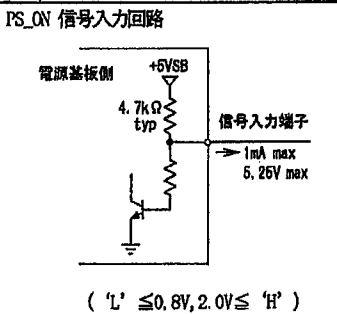 PS_ON 信号入力回路
電源基板側
+5VSB
4.7kΩ
typ
信号入力端子
1mA max
5.25V max
( 'L' ≦0.8V, 2.0V≦ 'H' )